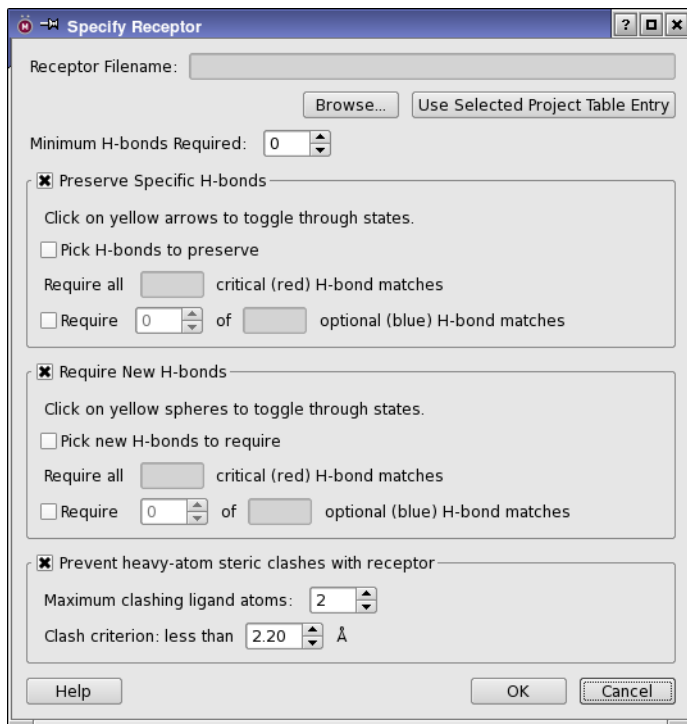 Specify Receptor
Receptor Filename:
Browse... Use Selected Project Table Entry
Minimum H-bonds Required: 0
Preserve Specific H-bonds
Click on yellow arrows to toggle through states.
Pick H-bonds to preserve
Require all critical (red) H-bond matches
Require 0 of optional (blue) H-bond matches
Require New H-bonds
Click on yellow spheres to toggle through states.
Pick new H-bonds to require
Require all critical (red) H-bond matches
Require 0 of optional (blue) H-bond matches
Prevent heavy-atom steric clashes with receptor
Maximum clashing ligand atoms: 2
Clash criterion: less than 2.20 Å
Help OK Cancel